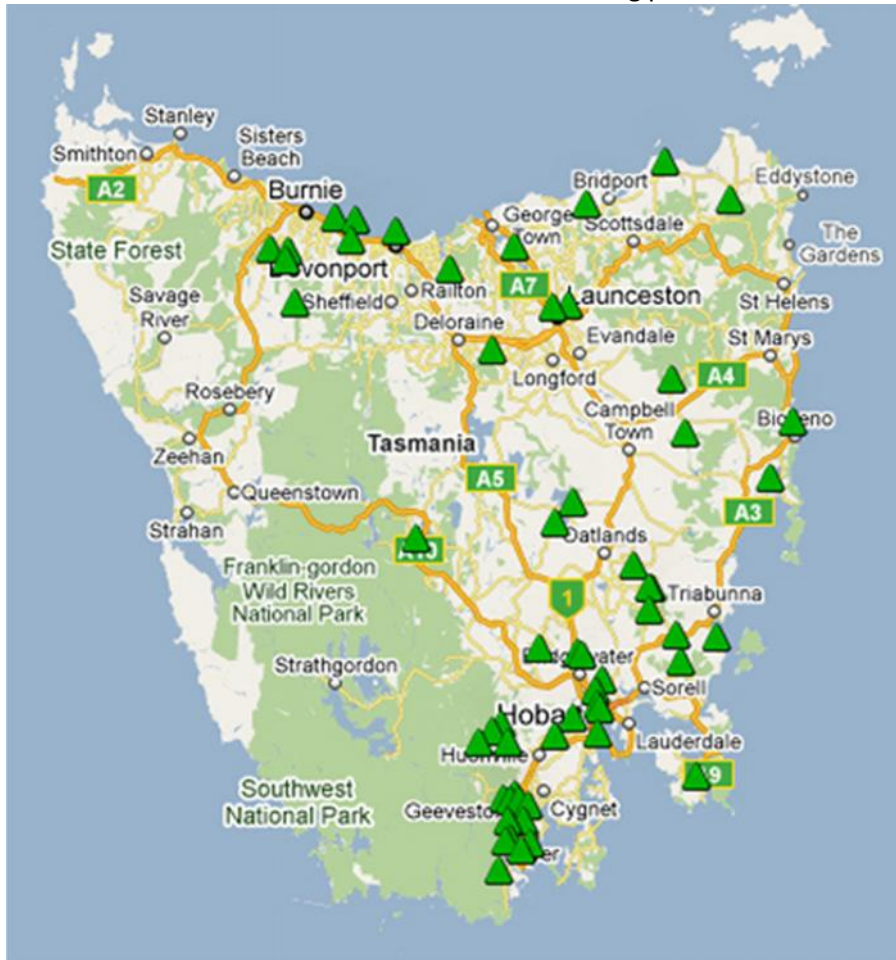 Stanley
Smithton
Sisters
Beach
A2
Burnie
Bridport
Eddystone
George
Town
Scottsdale
The
Gardens
State Forest
Savage
River
Sheffield
Railton
A7
Launceston
St Helens
Deloraine
Evandale
St Marys
Longford
A4
Rosebery
Campbell
Town
Tasmania
Zeehan
A5
Queenstown
A3
Strahan
Oatlands
Franklin-gordon
Wild Rivers
National Park
1
Triabunna
Strathgordon
Sorell
Lauderdale
Southwest
National Park
Cygnet